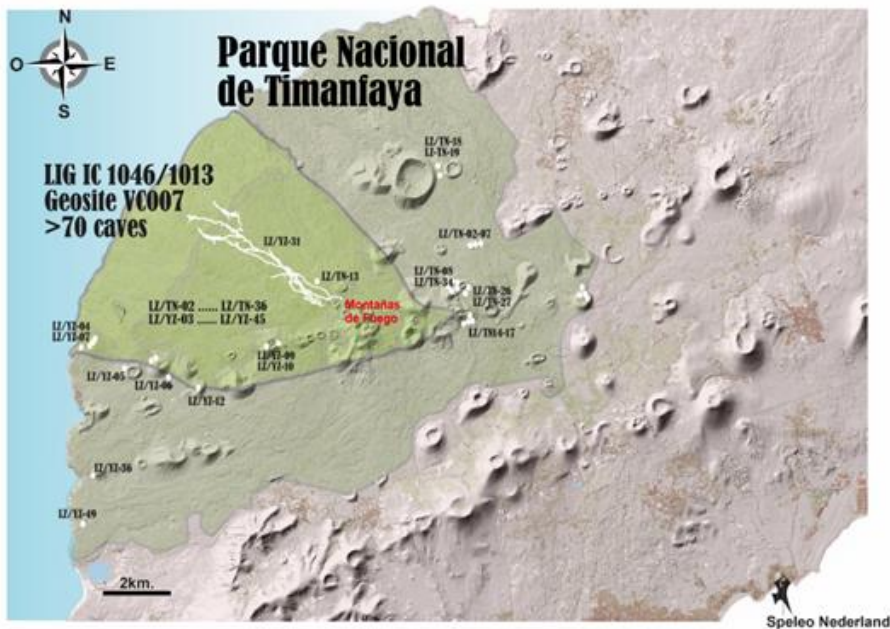 N
O E
S
Parque Nacional
de Timanfaya
LIG IC 1046/1013
Geosite VC007
>70 caves
LZ/TN-18
LZ-TN-19
LZ/YZ-31
LZ/TN-02-07
LZ/TN-13
LZ/TN-08
LZ/TN-34
LZ/TN-26
LZ/TN-27
Montañas
de Fuego
LZ/TN-02 ...... LZ/TN-36
LZ/YZ-03 ...... LZ/YZ-45
LZ/TN14-17
LZ/YZ-04
LZ/YZ-07
LZ/YZ-09
LZ/YZ-10
LZ/YZ-05
LZ/YZ-06
LZ/YZ-12
LZ/YZ-36
LZ/YZ-49
2km.
Speleo Nederland